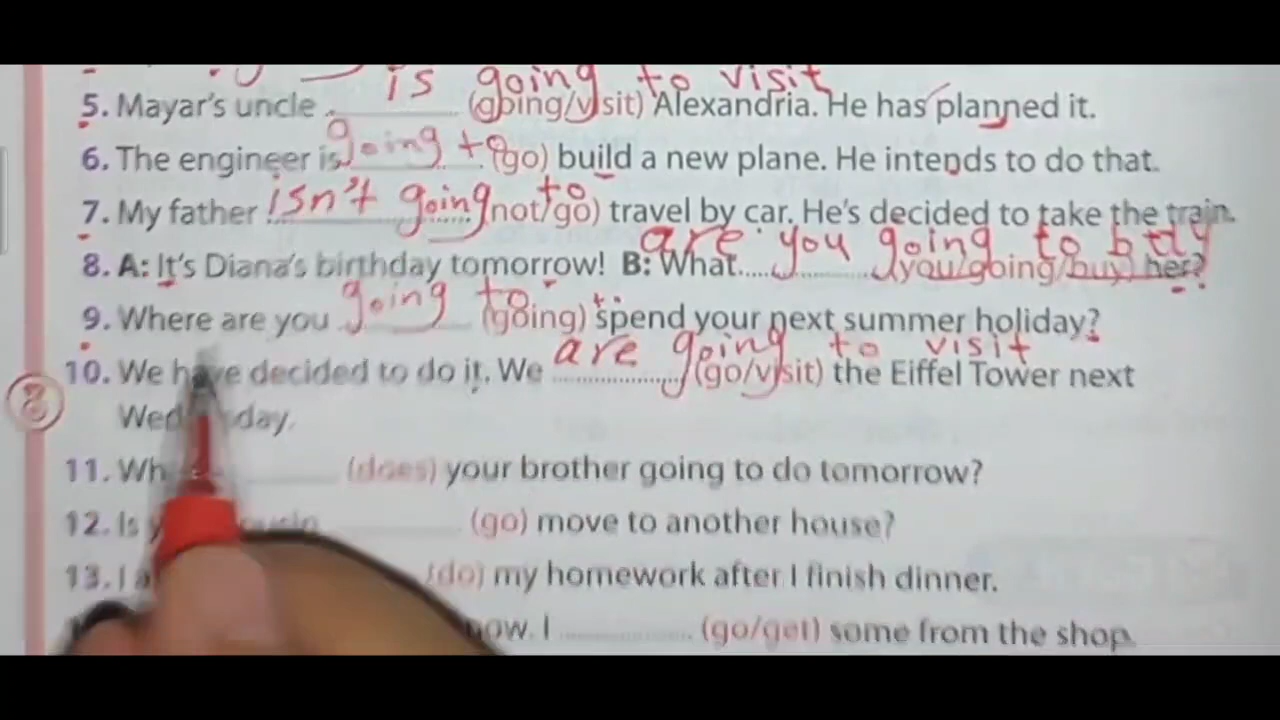 is going to visit
5. Mayar's uncle ............ (going/visit) Alexandria. He has planned it.
going to
6. The engineer is ............ (go) build a new plane. He intends to do that.
isn't going to
7. My father ............ (not/go) travel by car. He's decided to take the train.
are you going to buy
8. A: It's Diana's birthday tomorrow! B: What ............ (you/going/buy) her?
going to
9. Where are you ............ (going) spend your next summer holiday?
are going to visit
10. We have decided to do it. We ............ (go/visit) the Eiffel Tower next
8
11. ............ (does) your brother going to do tomorrow?
12. Is ............ (go) move to another house?
13. I ............ (do) my homework after I finish dinner.
I ............ (go/get) some from the shop.